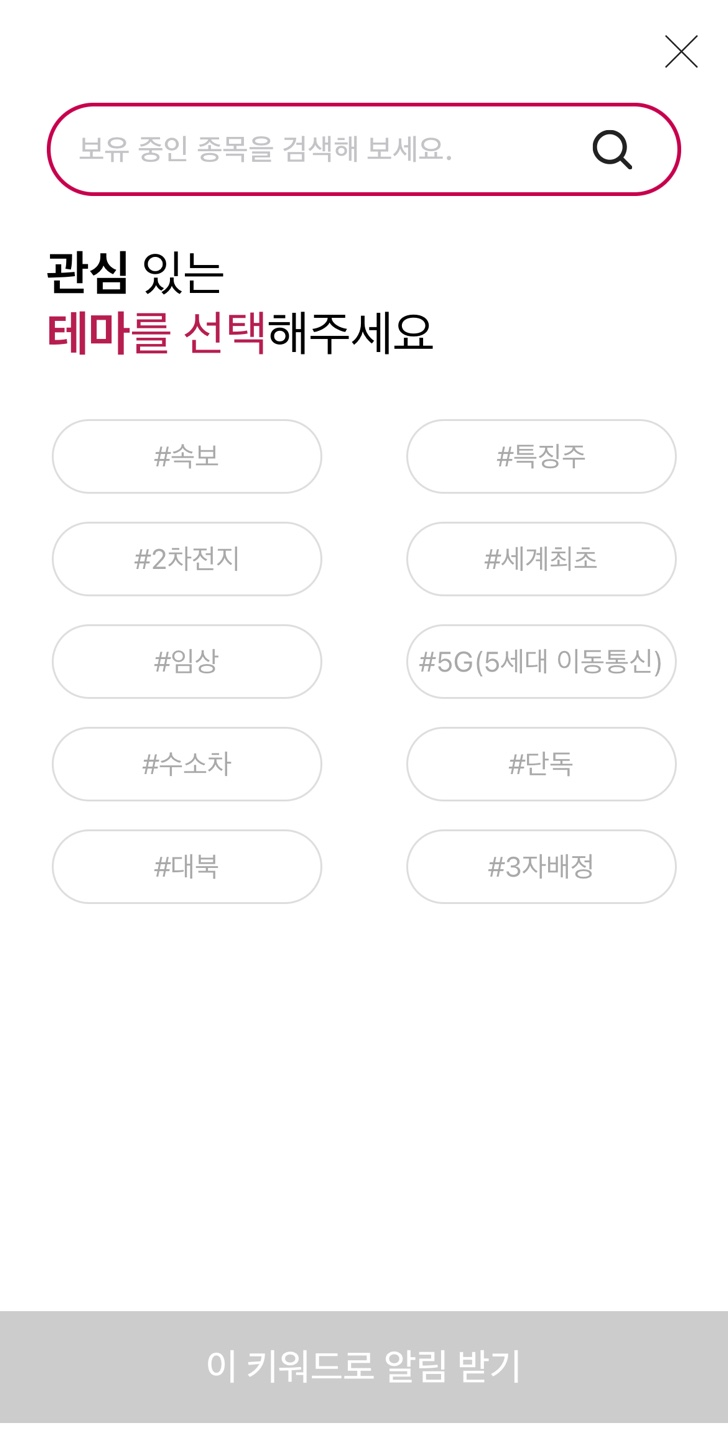 보유 중인 종목을 검색해 보세요.
관심 있는
테마를 선택해주세요
#속보
#특징주
#2차전지
#세계최초
#임상
#5G(5세대 이동통신)
#수소차
#단독
#대북
#3자배정
이 키워드로 알림 받기